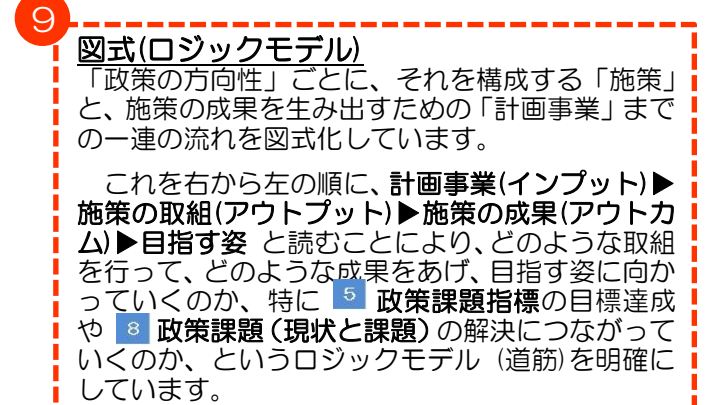 9
図式(ロジックモデル)
「政策の方向性」ごとに、それを構成する「施策」
と、施策の成果を生み出すための「計画事業」まで
の一連の流れを図式化しています。
これを右から左の順に、計画事業(インプット)▶
施策の取組(アウトプット)▶施策の成果(アウトカ
ム)▶目指す姿 と読むことにより、どのような取組
を行って、どのような成果をあげ、目指す姿に向か
っていくのか、特に 5 政策課題指標の目標達成
や 8 政策課題(現状と課題)の解決につながって
いくのか、というロジックモデル (道筋)を明確に
しています。